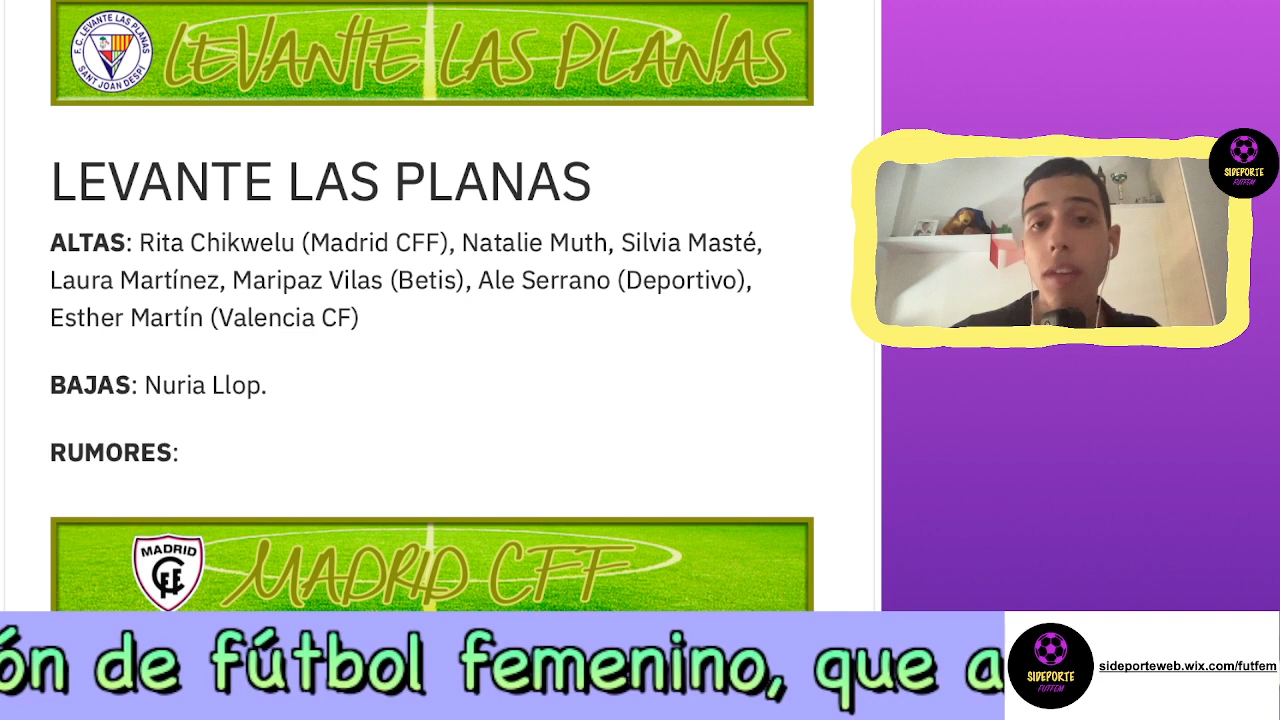 F.C. LEVANTE LAS PLANAS
SANT JOAN DESPÍ
LEVANTE LAS PLANAS
LEVANTE LAS PLANAS
ALTAS: Rita Chikwelu (Madrid CFF), Natalie Muth, Silvia Masté,
Laura Martínez, Maripaz Vilas (Betis), Ale Serrano (Deportivo),
Esther Martín (Valencia CF)
BAJAS: Nuria Llop.
RUMORES:
SIDEPORTE
FUTFEM
MADRID
CFF
MADRID CFF
ón de fútbol femenino, que a
SIDEPORTE
FUTFEM
sideporteweb.wix.com/futfem